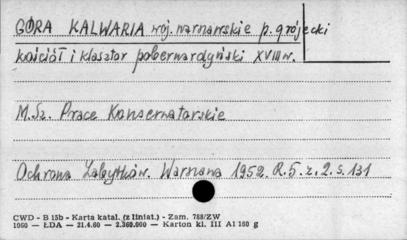 GÓRA KALWARIA woj. warszawskie p. grójecki
kościół i klasztor pobernardyński XVIII w.
M.Sz. Prace Konserwatorskie
Ochrona Zabytków. Warszawa 1952. R.5. z.2. s.131
CWD - B 15b - Karta katal. (z liniat.) - Zam. 788/ZW
1060 — ŁDA — 21.4.60 — 2.360.000 — Karton kl. III A1 160 g